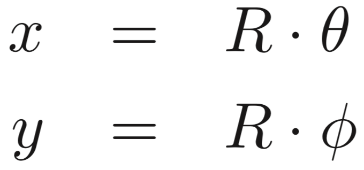 x = R · θ
y = R · ϕ